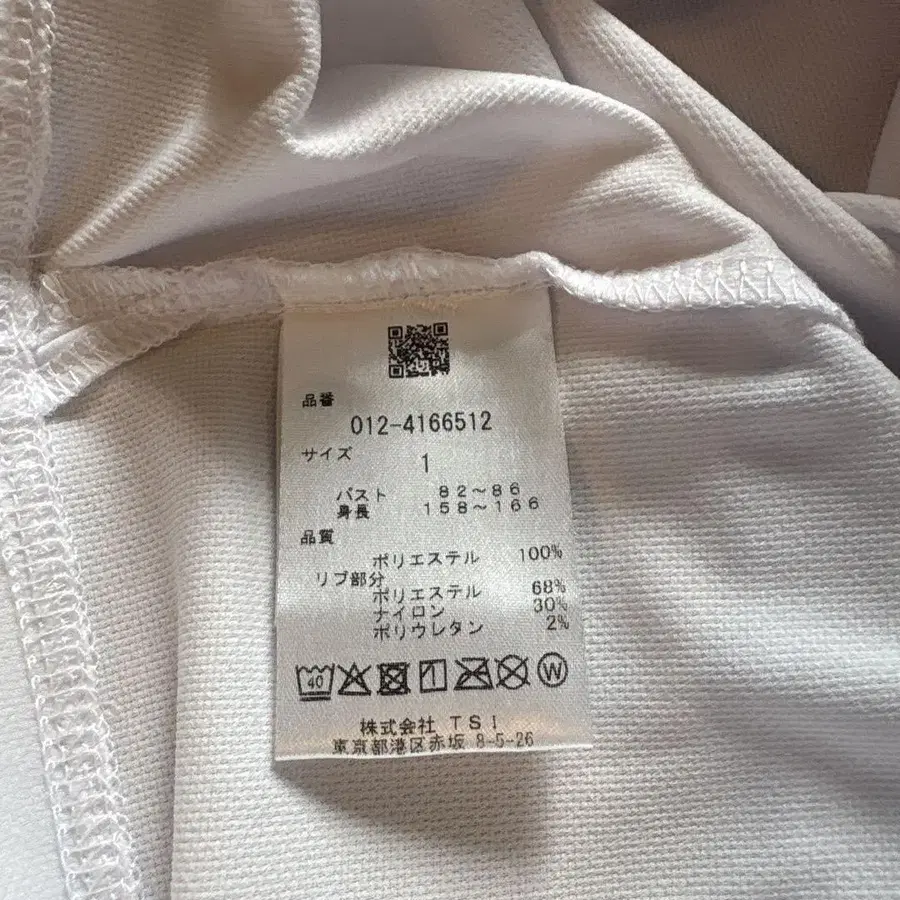 品番
012-4166512
サイズ
1
バスト 82～86
身長 158～166
品質
ポリエステル 100%
リブ部分
ポリエステル 68%
ナイロン 30%
ポリウレタン 2%
40 W
株式会社 TSI
東京都港区赤坂 8-5-26